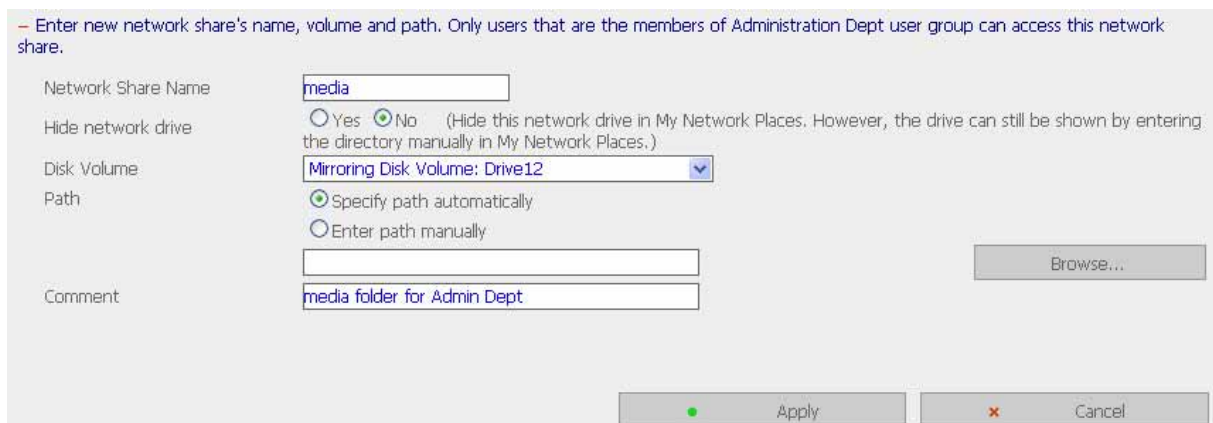 – Enter new network share's name, volume and path. Only users that are the members of Administration Dept user group can access this network
share.
Network Share Name media
Hide network drive Yes No (Hide this network drive in My Network Places. However, the drive can still be shown by entering
the directory manually in My Network Places.)
Disk Volume Mirroring Disk Volume: Drive12
Path Specify path automatically
Enter path manually
Browse...
Comment media folder for Admin Dept
Apply Cancel